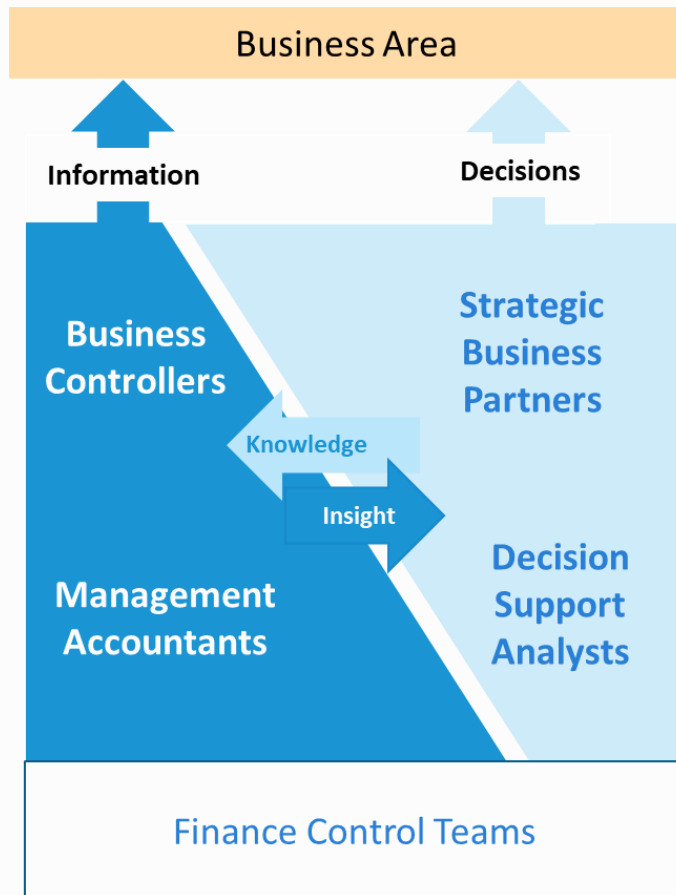 Business Area
Information
Decisions
Business
Controllers
Strategic
Business
Partners
Knowledge
Insight
Management
Accountants
Decision
Support
Analysts
Finance Control Teams